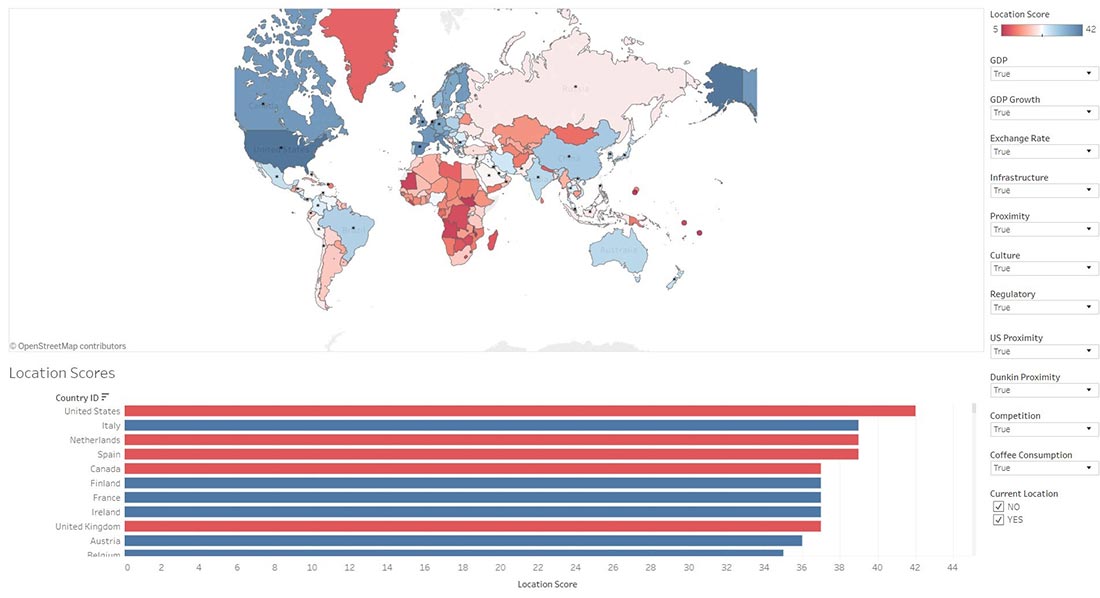 Canada
United States
Russia
China
Brazil
Australia
© OpenStreetMap contributors
Location Score
5 42
GDP
True
GDP Growth
True
Exchange Rate
True
Infrastructure
True
Proximity
True
Culture
True
Regulatory
True
US Proximity
True
Dunkin Proximity
True
Competition
True
Coffee Consumption
True
Current Location
NO
YES
Location Scores
Country ID
United States
Italy
Netherlands
Spain
Canada
Finland
France
Ireland
United Kingdom
Austria
Belgium
0 2 4 6 8 10 12 14 16 18 20 22 24 26 28 30 32 34 36 38 40 42 44
Location Score